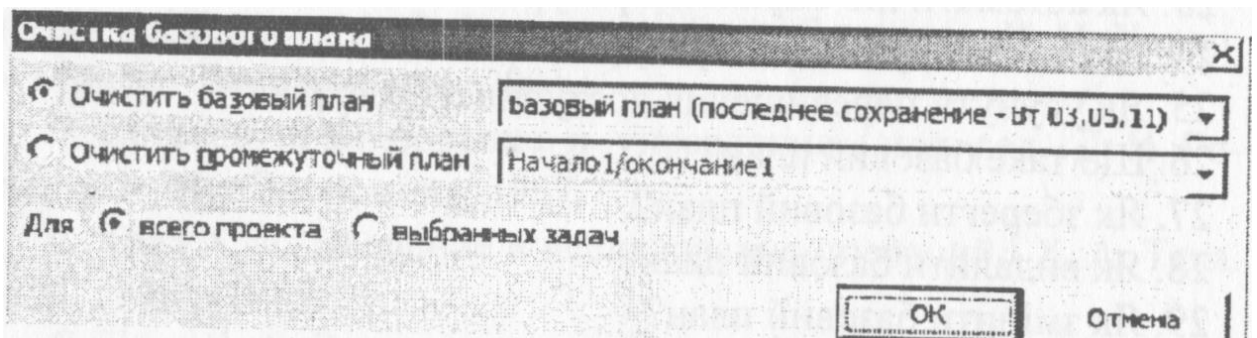 Очистка базового плана
Очистить базовый план
Базовый план (последнее сохранение - Вт 03.05.11)
Очистить промежуточный план
Начало1/окончание1
Для всего проекта выбранных задач
OK Отмена